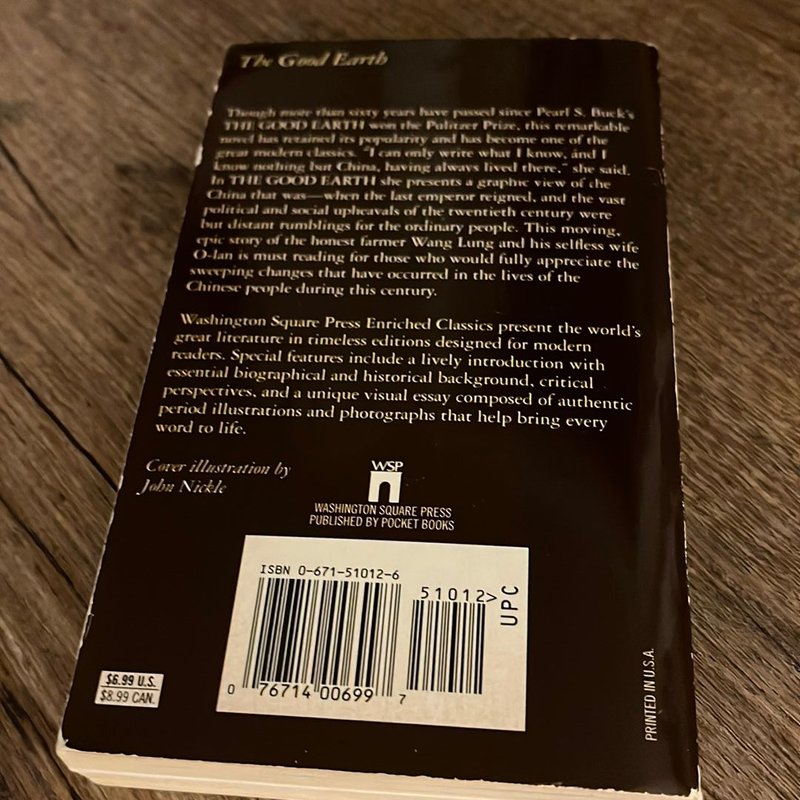 The Good Earth
Though more than sixty years have passed since Pearl S. Buck's
THE GOOD EARTH won the Pulitzer Prize, this remarkable
novel has retained its popularity and has become one of the
great modern classics. "I can only write what I know, and I
know nothing but China, having always lived there," she said.
In THE GOOD EARTH she presents a graphic view of the
China that was—when the last emperor reigned, and the vast
political and social upheavals of the twentieth century were
but distant rumblings for the ordinary people. This moving,
epic story of the honest farmer Wang Lung and his selfless wife
O-lan is must reading for those who would fully appreciate the
sweeping changes that have occurred in the lives of the
Chinese people during this century.
Washington Square Press Enriched Classics present the world's
great literature in timeless editions designed for modern
readers. Special features include a lively introduction with
essential biographical and historical background, critical
perspectives, and a unique visual essay composed of authentic
period illustrations and photographs that help bring every
word to life.
Cover illustration by
John Nickle
WSP
WASHINGTON SQUARE PRESS
PUBLISHED BY POCKET BOOKS
ISBN 0-671-51012-6
51012>
UPC
0 76714 00699 7
$6.99 U.S.
$8.99 CAN.
PRINTED IN U.S.A.